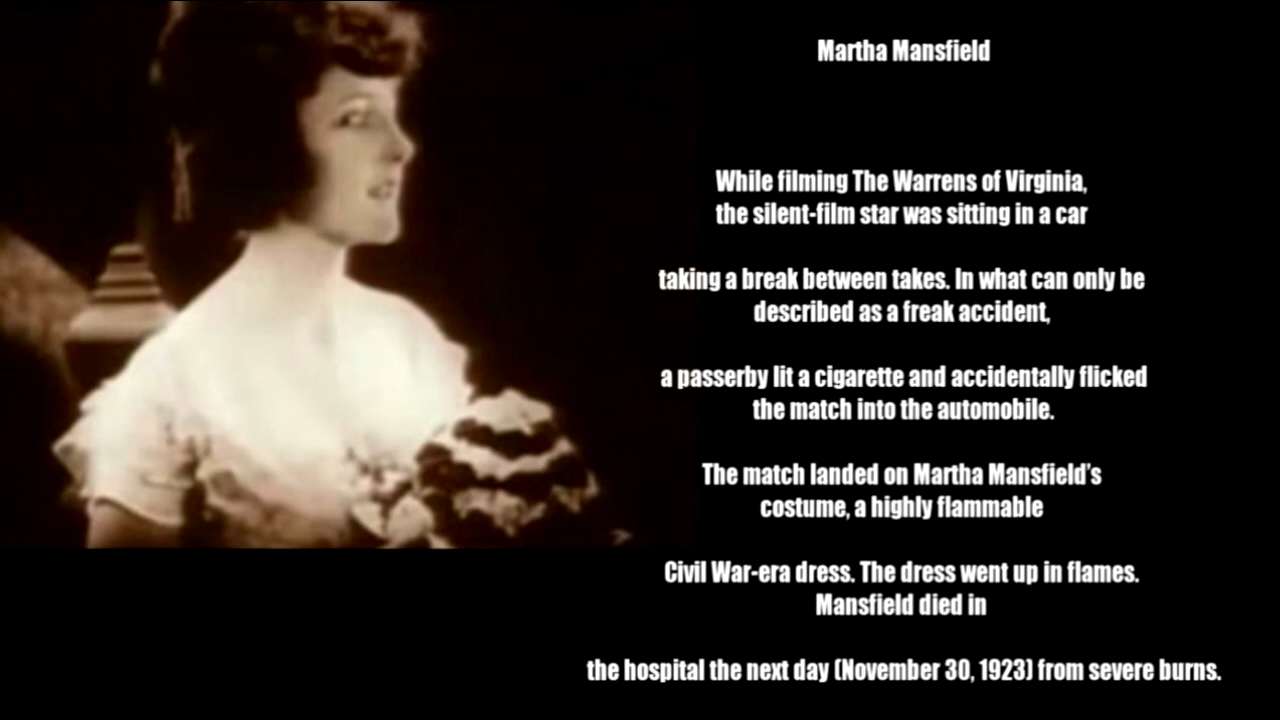 Martha Mansfield
While filming The Warrens of Virginia,
the silent-film star was sitting in a car
taking a break between takes. In what can only be
described as a freak accident,
a passerby lit a cigarette and accidentally flicked
the match into the automobile.
The match landed on Martha Mansfield's
costume, a highly flammable
Civil War-era dress. The dress went up in flames.
Mansfield died in
the hospital the next day (November 30, 1923) from severe burns.